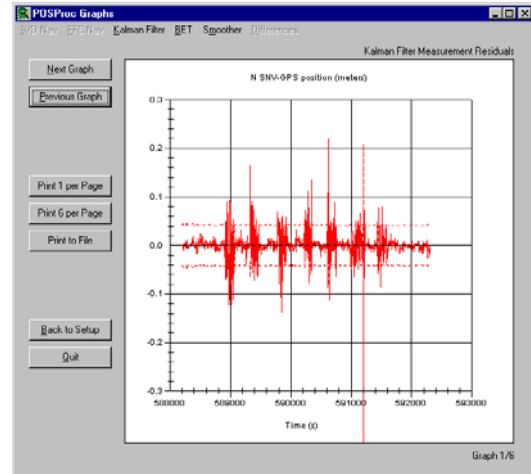 POSProc Graphs
S/D Nav EFC Nav Kalman Filter BET Smoother Differences
Kalman Filter Measurement Residuals
Next Graph
Previous Graph
Print 1 per Page
Print 6 per Page
Print to File
Back to Setup
Quit
N SNV-GPS position (meters)
0.3
0.2
0.1
0.0
-0.1
-0.2
-0.3
588000 589000 590000 591000 592000 593000
Time (s)
Graph 1/6